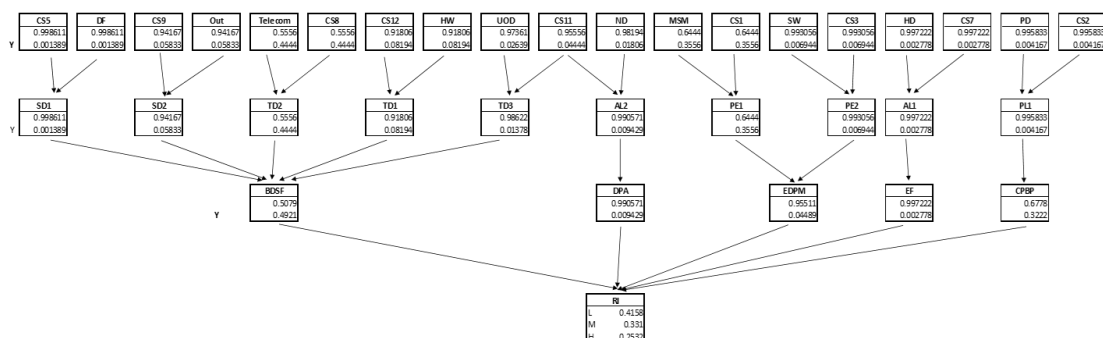 CS5 DF CS9 Out Telecom CS8 CS12 HW UOD CS11 ND MSM CS1 SW CS3 HD CS7 PD CS2
0.998611 0.998611 0.94167 0.94167 0.5556 0.5556 0.91806 0.91806 0.97361 0.95556 0.98194 0.6444 0.6444 0.993056 0.993056 0.997222 0.997222 0.995833 0.995833
Y 0.001389 0.001389 0.05833 0.05833 0.4444 0.4444 0.08194 0.08194 0.02639 0.04444 0.01806 0.3556 0.3556 0.006944 0.006944 0.002778 0.002778 0.004167 0.004167
SD1 SD2 TD2 TD1 TD3 AL2 PE1 PE2 AL1 PL1
0.998611 0.94167 0.5556 0.91806 0.98622 0.990571 0.6444 0.993056 0.997222 0.995833
Y 0.001389 0.05833 0.4444 0.08194 0.01378 0.009429 0.3556 0.006944 0.002778 0.004167
BDSF DPA EDPM EF CPBP
0.5079 0.990571 0.95511 0.997222 0.6778
Y 0.4921 0.009429 0.04489 0.002778 0.3222
RI
L 0.4158
M 0.331
H 0.2532